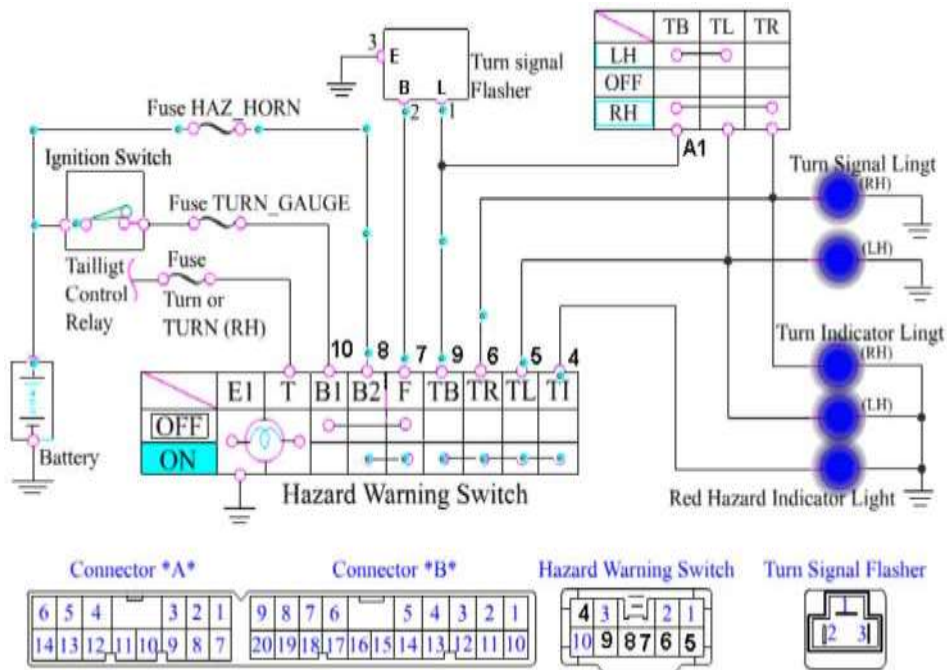 TB TL TR
LH
OFF
RH
A1
3
E
B L
2 1
Turn signal
Flasher
Fuse HAZ_HORN
Ignition Switch
Fuse TURN_GAUGE
Tailligt
Control
Relay
Fuse
Turn or
TURN (RH)
Turn Signal Lingt
(RH)
(LH)
Turn Indicator Lingt
(RH)
(LH)
Red Hazard Indicator Light
Battery
10 8 7 9 6 5 4
E1 T B1 B2 F TB TR TL TI
OFF
ON
Hazard Warning Switch
Connector *A* Connector *B* Hazard Warning Switch Turn Signal Flasher
6 5 4 3 2 1 9 8 7 6 5 4 3 2 1 4 3 2 1 1
14 13 12 11 10 9 8 7 20 19 18 17 16 15 14 13 12 11 10 10 9 8 7 6 5 2 3